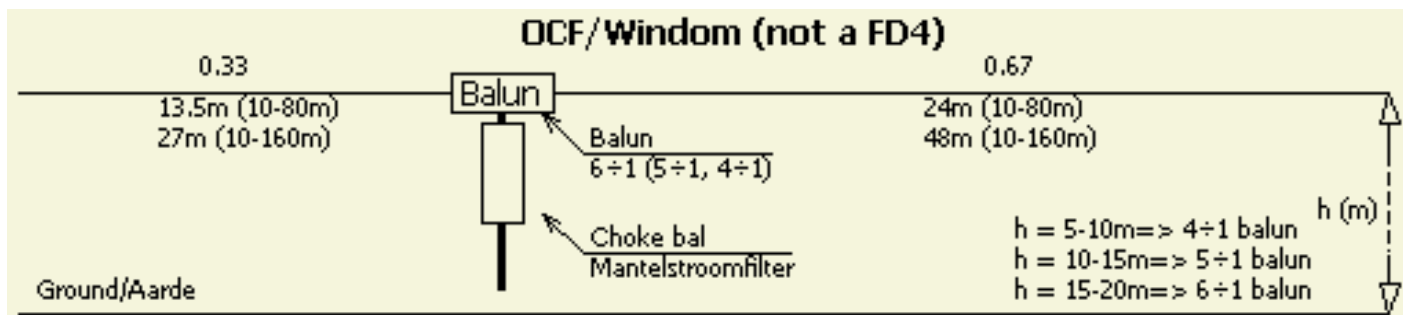 OCF/Windom (not a FD4)
0.33
0.67
Balun
13.5m (10-80m)
27m (10-160m)
24m (10-80m)
48m (10-160m)
Balun
6÷1 (5÷1, 4÷1)
h (m)
Choke bal
Mantelstroomfilter
h = 5-10m=> 4÷1 balun
h = 10-15m=> 5÷1 balun
h = 15-20m=> 6÷1 balun
Ground/Aarde